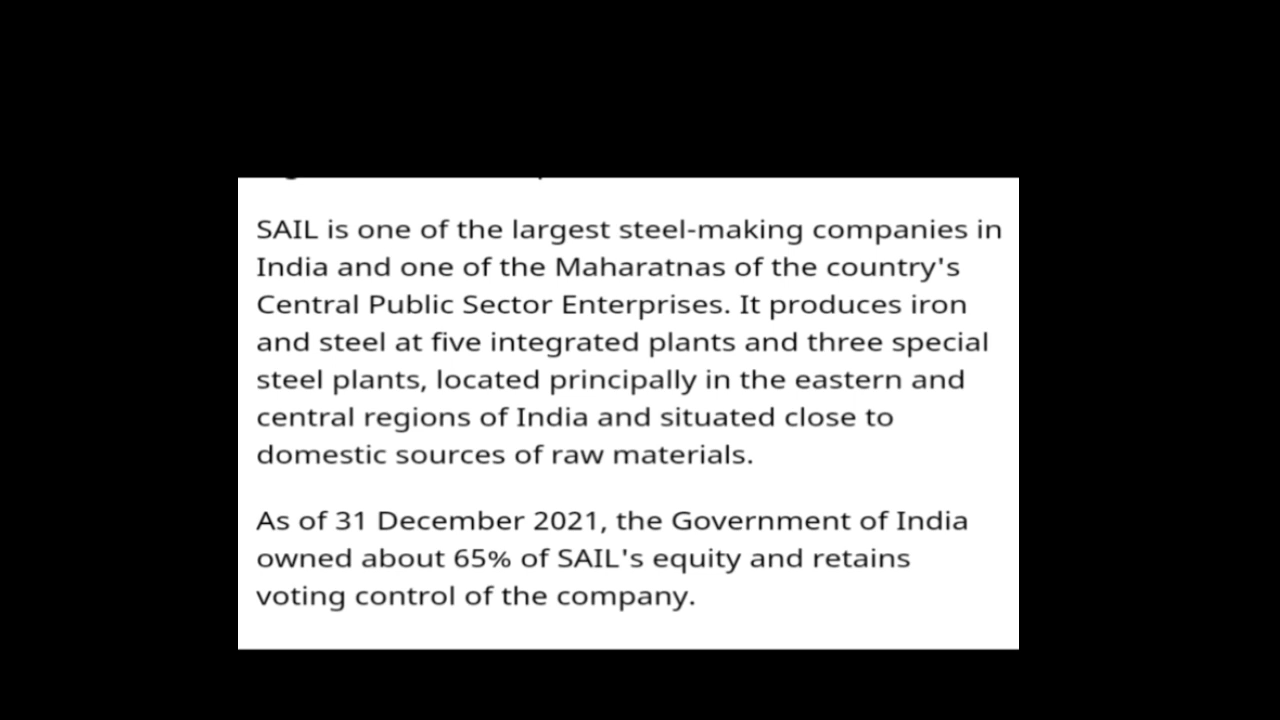 SAIL is one of the largest steel-making companies in
India and one of the Maharatnas of the country's
Central Public Sector Enterprises. It produces iron
and steel at five integrated plants and three special
steel plants, located principally in the eastern and
central regions of India and situated close to
domestic sources of raw materials.
As of 31 December 2021, the Government of India
owned about 65% of SAIL's equity and retains
voting control of the company.